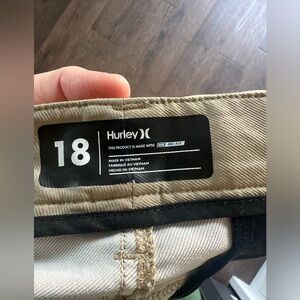 18
Hurley )(
THIS PRODUCT IS MADE WITH
MADE IN VIETNAM
FABRIQUÉ AU VIETNAM
HECHO EN VIETNAM